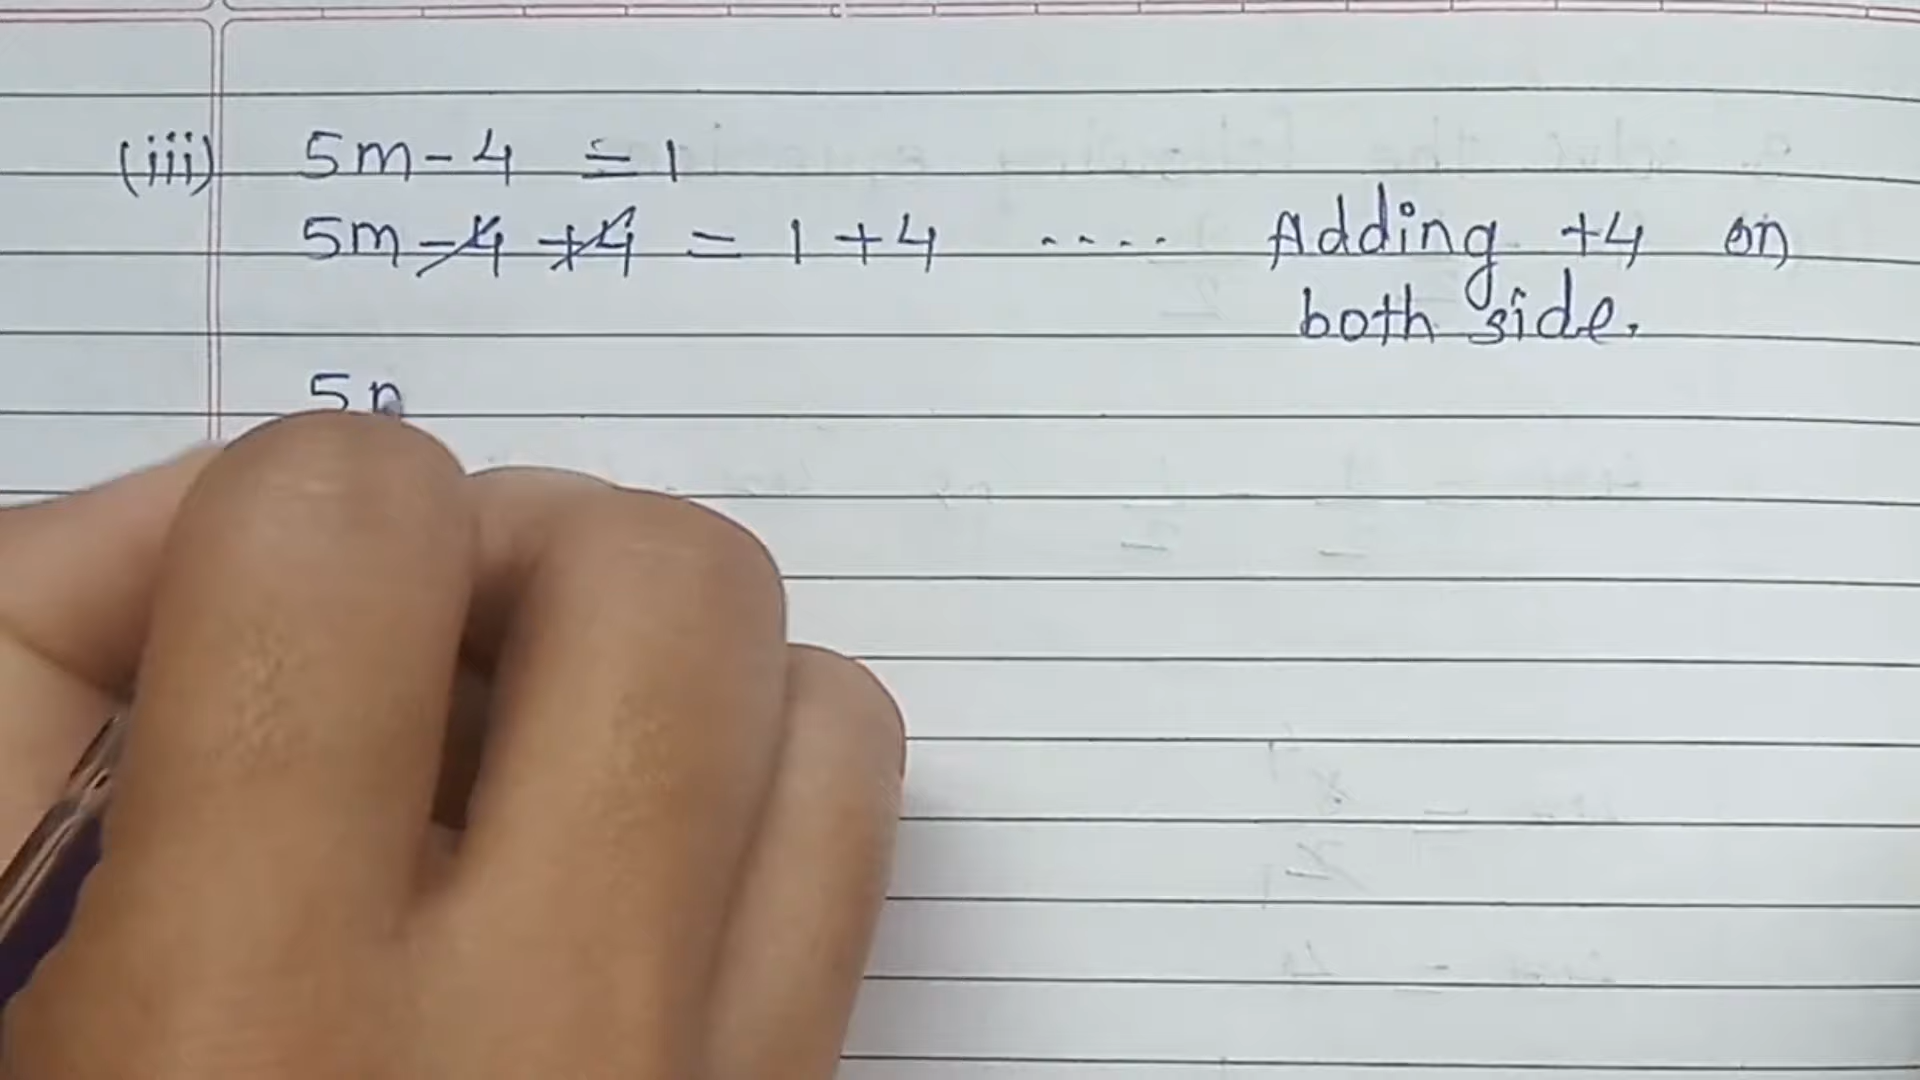 (iii) 5m - 4 = 1
5m - 4 + 4 = 1 + 4 .... Adding +4 on
both side.
5m